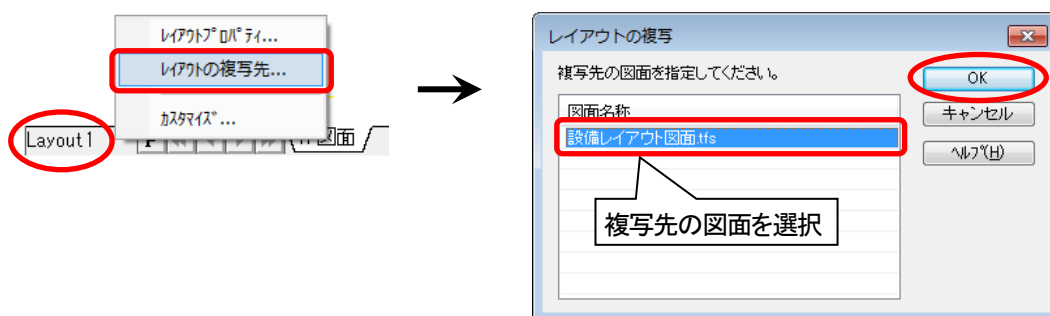 ﾚｲｱｳﾄﾌﾟﾛﾊﾟﾃｨ...
ﾚｲｱｳﾄの複写先...
ｶｽﾀﾏｲｽﾞ...
Layout1
図面
レイアウトの複写
複写先の図面を指定してください。
図面名称
設備レイアウト図面.tfs
OK
キャンセル
ﾍﾙﾌﾟ(H)
複写先の図面を選択